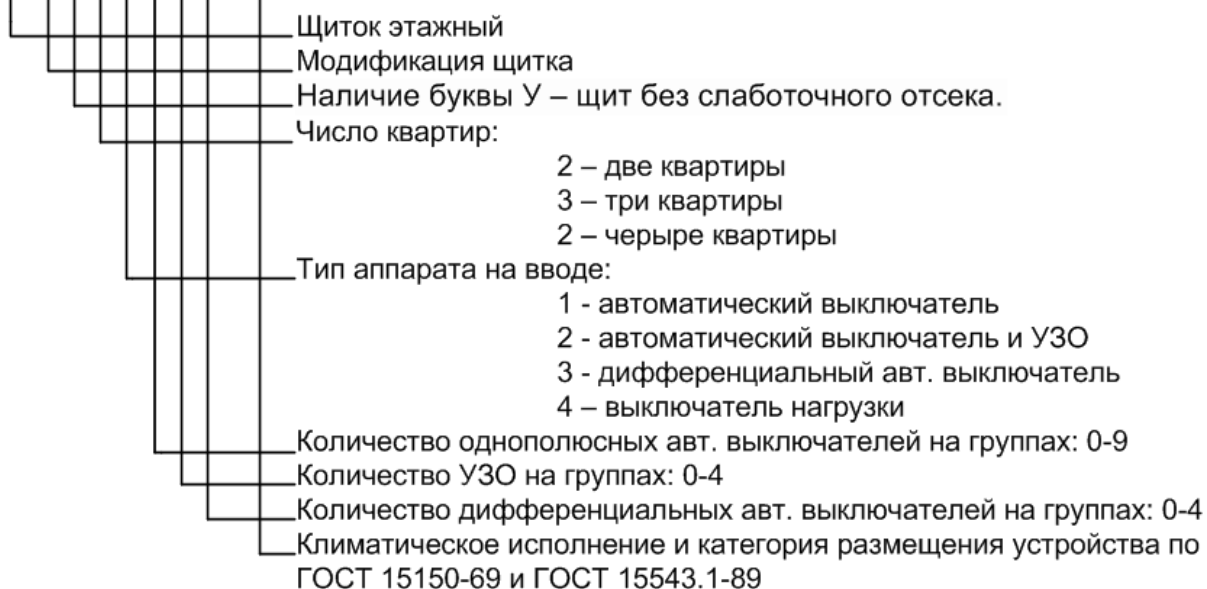 Щиток этажный
Модификация щитка
Наличие буквы У – щит без слаботочного отсека.
Число квартир:
2 – две квартиры
3 – три квартиры
2 – черыре квартиры
Тип аппарата на вводе:
1 - автоматический выключатель
2 - автоматический выключатель и УЗО
3 - дифференциальный авт. выключатель
4 – выключатель нагрузки
Количество однополюсных авт. выключателей на группах: 0-9
Количество УЗО на группах: 0-4
Количество дифференциальных авт. выключателей на группах: 0-4
Климатическое исполнение и категория размещения устройства по
ГОСТ 15150-69 и ГОСТ 15543.1-89